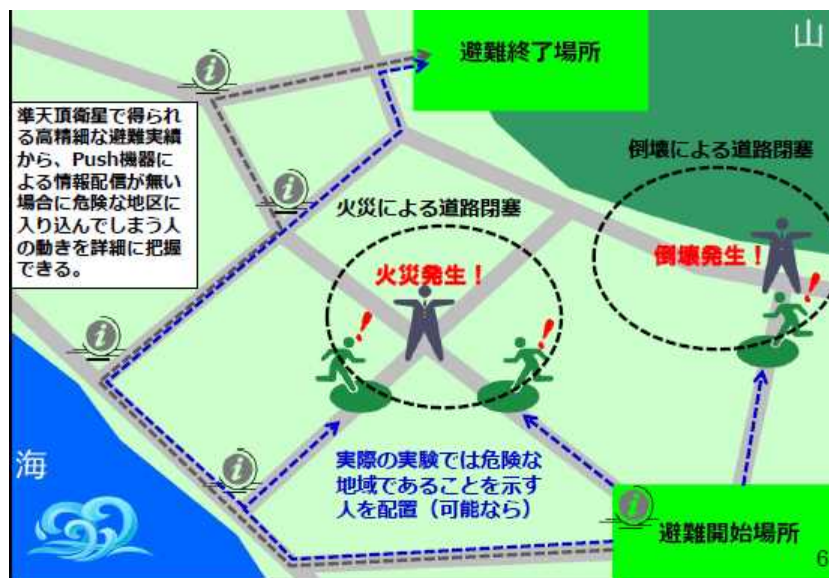 避難終了場所
山
準天頂衛星で得られ
る高精細な避難実績
から、Push機器に
よる情報配信が無い
場合に危険な地区に
入り込んでしまう人
の動きを詳細に把握
できる。
倒壊による道路閉塞
火災による道路閉塞
火災発生！
倒壊発生！
海
実際の実験では危険な
地域であることを示す
人を配置（可能なら）
避難開始場所
6